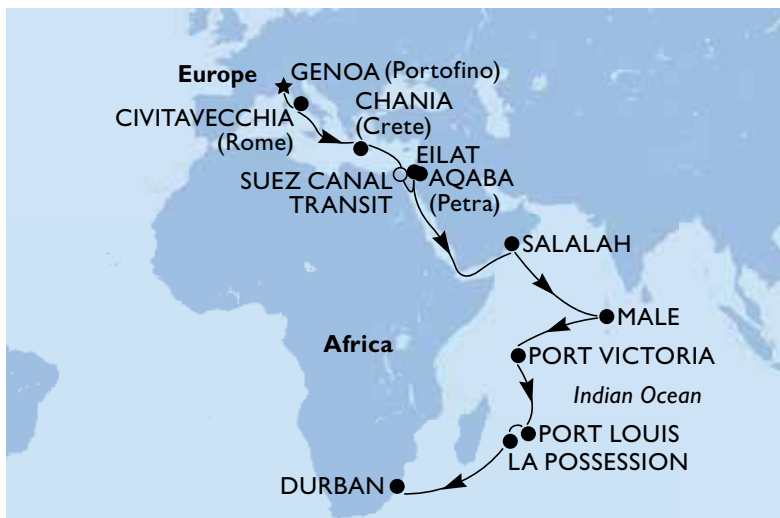 Europe
GENOA (Portofino)
CHANIA
(Crete)
CIVITAVECCHIA
(Rome)
EILAT
SUEZ CANAL
TRANSIT
AQABA
(Petra)
SALALAH
MALE
Africa
PORT VICTORIA
Indian Ocean
PORT LOUIS
LA POSSESSION
DURBAN